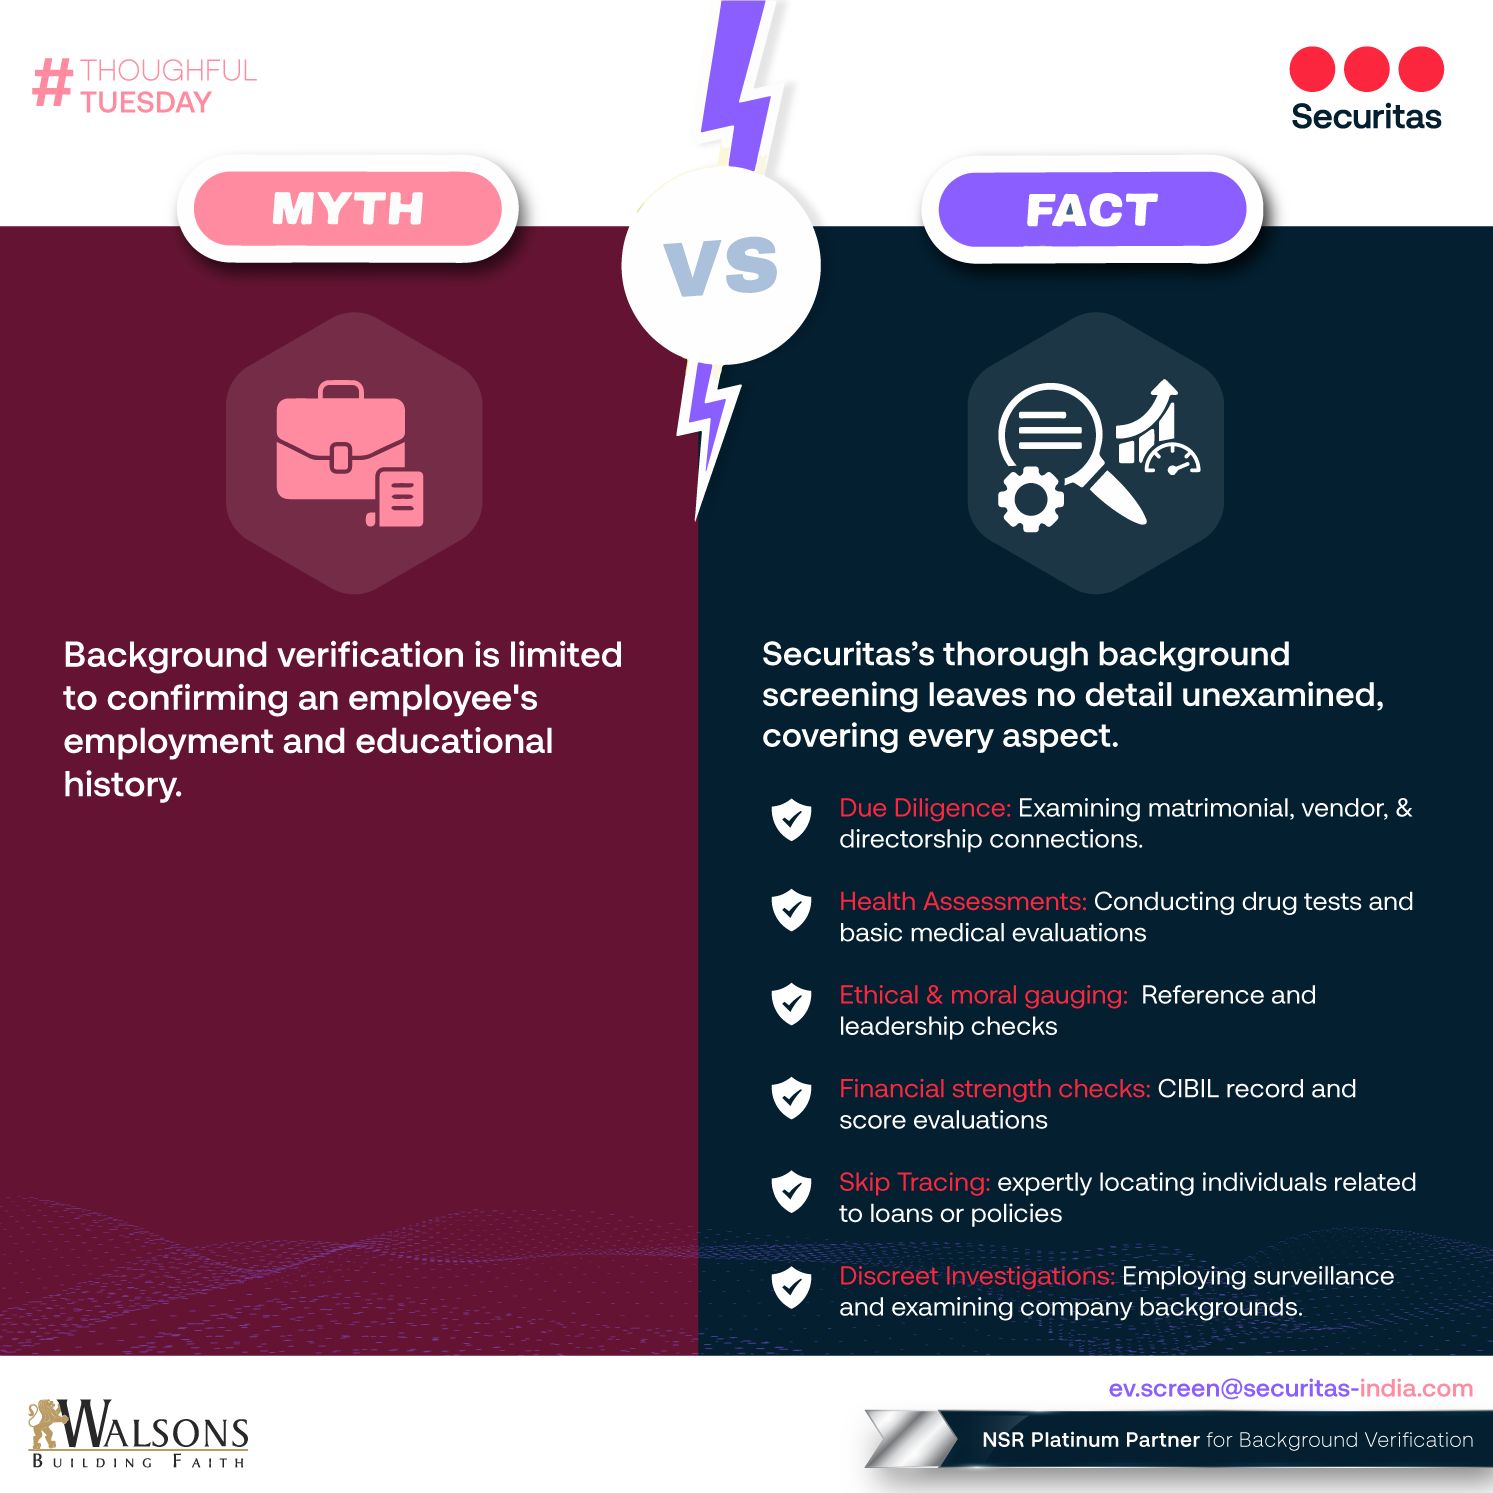 #THOUGHFUL
TUESDAY
Securitas
MYTH
VS
FACT
Background verification is limited
to confirming an employee's
employment and educational
history.
Securitas’s thorough background
screening leaves no detail unexamined,
covering every aspect.
Due Diligence: Examining matrimonial, vendor, &
directorship connections.
Health Assessments: Conducting drug tests and
basic medical evaluations
Ethical & moral gauging: Reference and
leadership checks
Financial strength checks: CIBIL record and
score evaluations
Skip Tracing: expertly locating individuals related
to loans or policies
Discreet Investigations: Employing surveillance
and examining company backgrounds.
ev.screen@securitas-india.com
WALSONS
BUILDING FAITH
NSR Platinum Partner for Background Verification